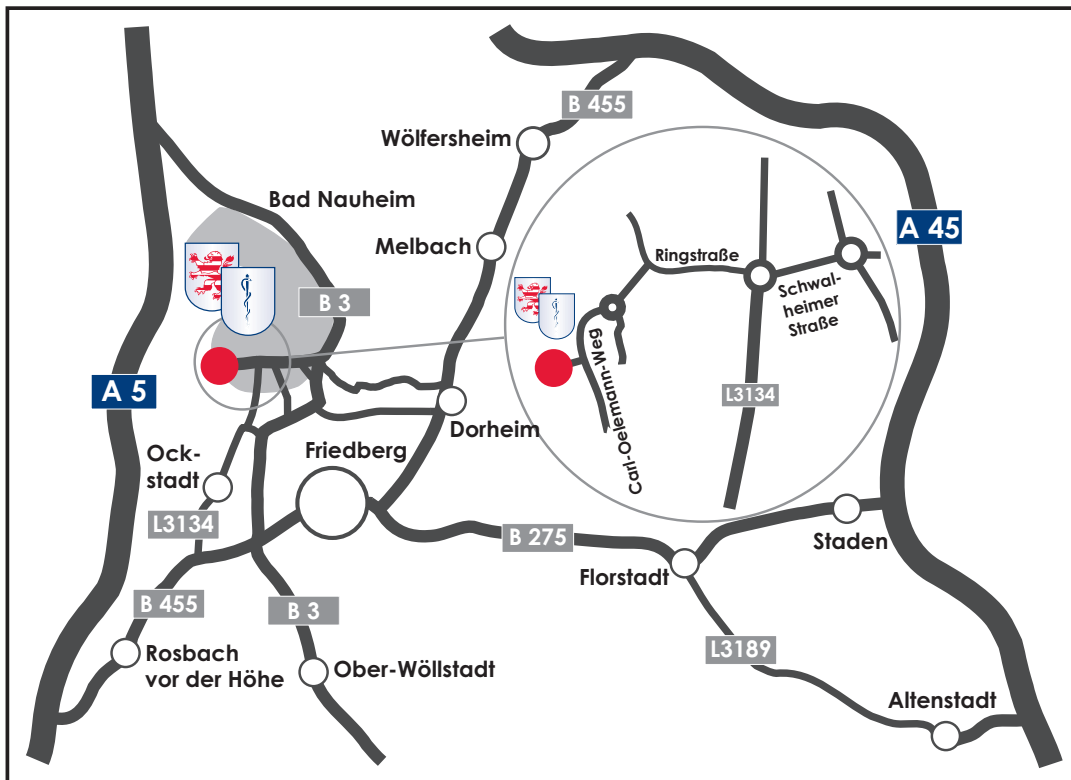 B 455
Wölfersheim
Bad Nauheim
Melbach
Ringstraße
A 45
Schwal-
heimer
Straße
B 3
A 5
Carl-Oelemann-Weg
L3134
Dorheim
Friedberg
Ock-
stadt
L3134
B 275
Staden
Florstadt
B 455
B 3
L3189
Rosbach
vor der Höhe
Ober-Wöllstadt
Altenstadt